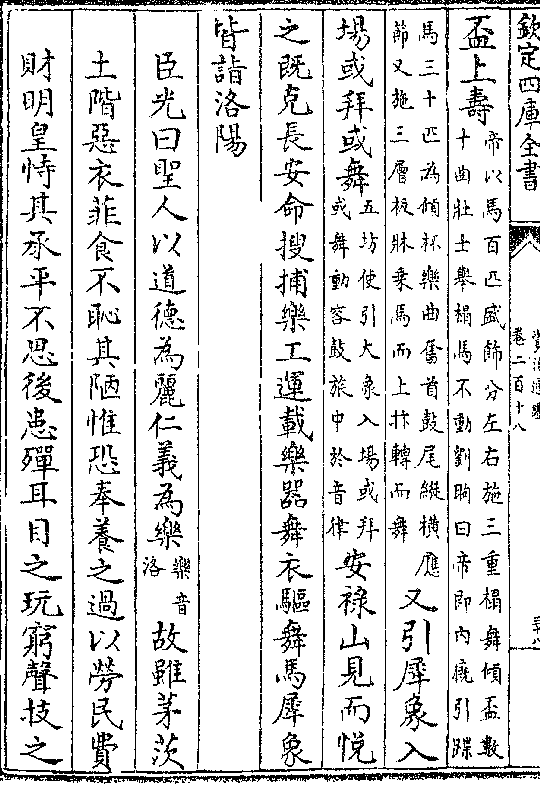 欽定四庫全書
資治通鑑
卷二百十八
盃上壽帝以馬百匹盛飾分左右施三重榻舞傾盃數
十曲壯士舉榻馬不動劉昫曰帝即内廐引蹀
馬三十匹為傾杯樂曲奮首鼓尾縱横應
節又施三層板牀乘馬而上抃轉而舞又引犀象入
場或拜或舞五坊使引大象入場或拜
或舞動容鼓旅中於音律安祿山見而悦
之既克長安命搜捕樂工運載樂器舞衣驅舞馬犀象
皆詣洛陽
臣光曰聖人以道德為麗仁義為樂樂音洛故雖茅茨
土階惡衣菲食不恥其陋惟恐奉養之過以勞民費
財明皇恃其承平不思後患殫耳目之玩窮聲技之